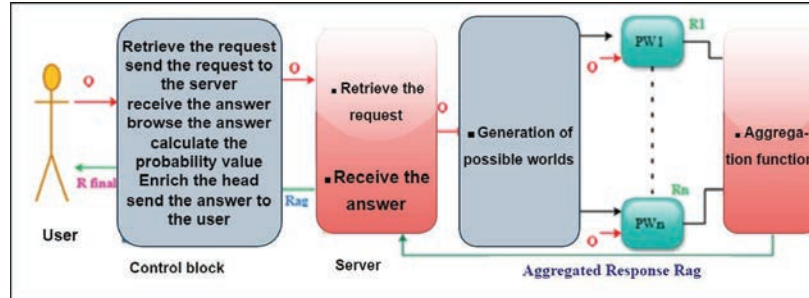 Q
R final
User
Retrieve the request
send the request to
the server
receive the answer
browse the answer
calculate the
probability value
Enrich the head
send the answer to
the user
Control block
Q
Rag
▪ Retrieve the
request
▪ Receive the
answer
Server
Q
▪ Generation of
possible worlds
Q
PW1
R1
Q
PWn
Rn
▪ Aggrega-
tion function
Aggregated Response Rag